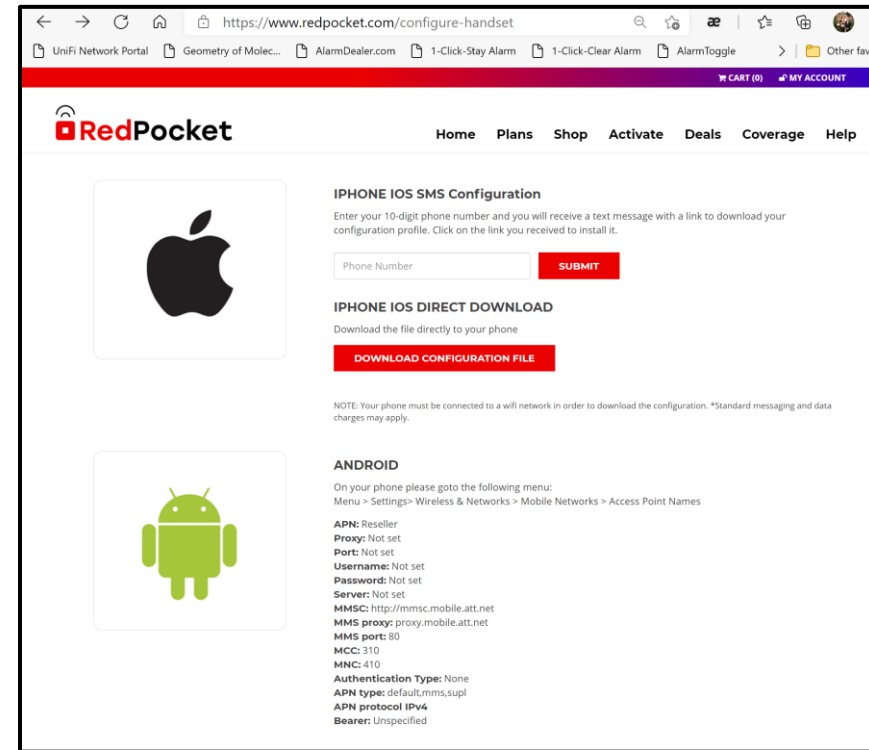 https://www.redpocket.com/configure-handset
UniFi Network Portal Geometry of Molec... AlarmDealer.com 1-Click-Stay Alarm 1-Click-Clear Alarm AlarmToggle Other fav
CART (0) MY ACCOUNT
RedPocket
Home Plans Shop Activate Deals Coverage Help
IPHONE IOS SMS Configuration
Enter your 10-digit phone number and you will receive a text message with a link to download your
configuration profile. Click on the link you received to install it.
Phone Number SUBMIT
IPHONE IOS DIRECT DOWNLOAD
Download the file directly to your phone
DOWNLOAD CONFIGURATION FILE
NOTE: Your phone must be connected to a wifi network in order to download the configuration. *Standard messaging and data
charges may apply.
ANDROID
On your phone please goto the following menu:
Menu > Settings> Wireless & Networks > Mobile Networks > Access Point Names
APN: Reseller
Proxy: Not set
Port: Not set
Username: Not set
Password: Not set
Server: Not set
MMSC: http://mmsc.mobile.att.net
MMS proxy: proxy.mobile.att.net
MMS port: 80
MCC: 310
MNC: 410
Authentication Type: None
APN type: default,mms,supl
APN protocol IPv4
Bearer: Unspecified